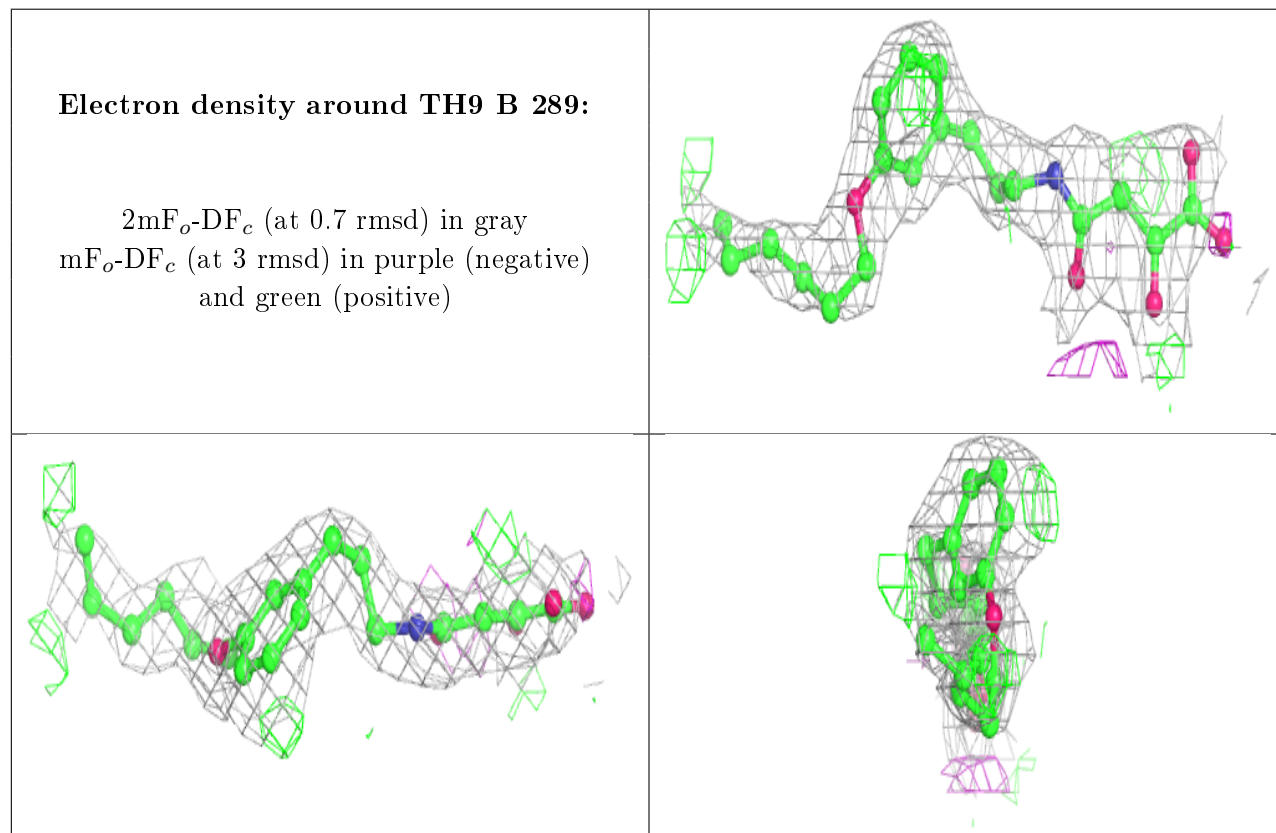 Electron density around TH9 B 289:
2mFo-DFc (at 0.7 rmsd) in gray
mFo-DFc (at 3 rmsd) in purple (negative)
and green (positive)